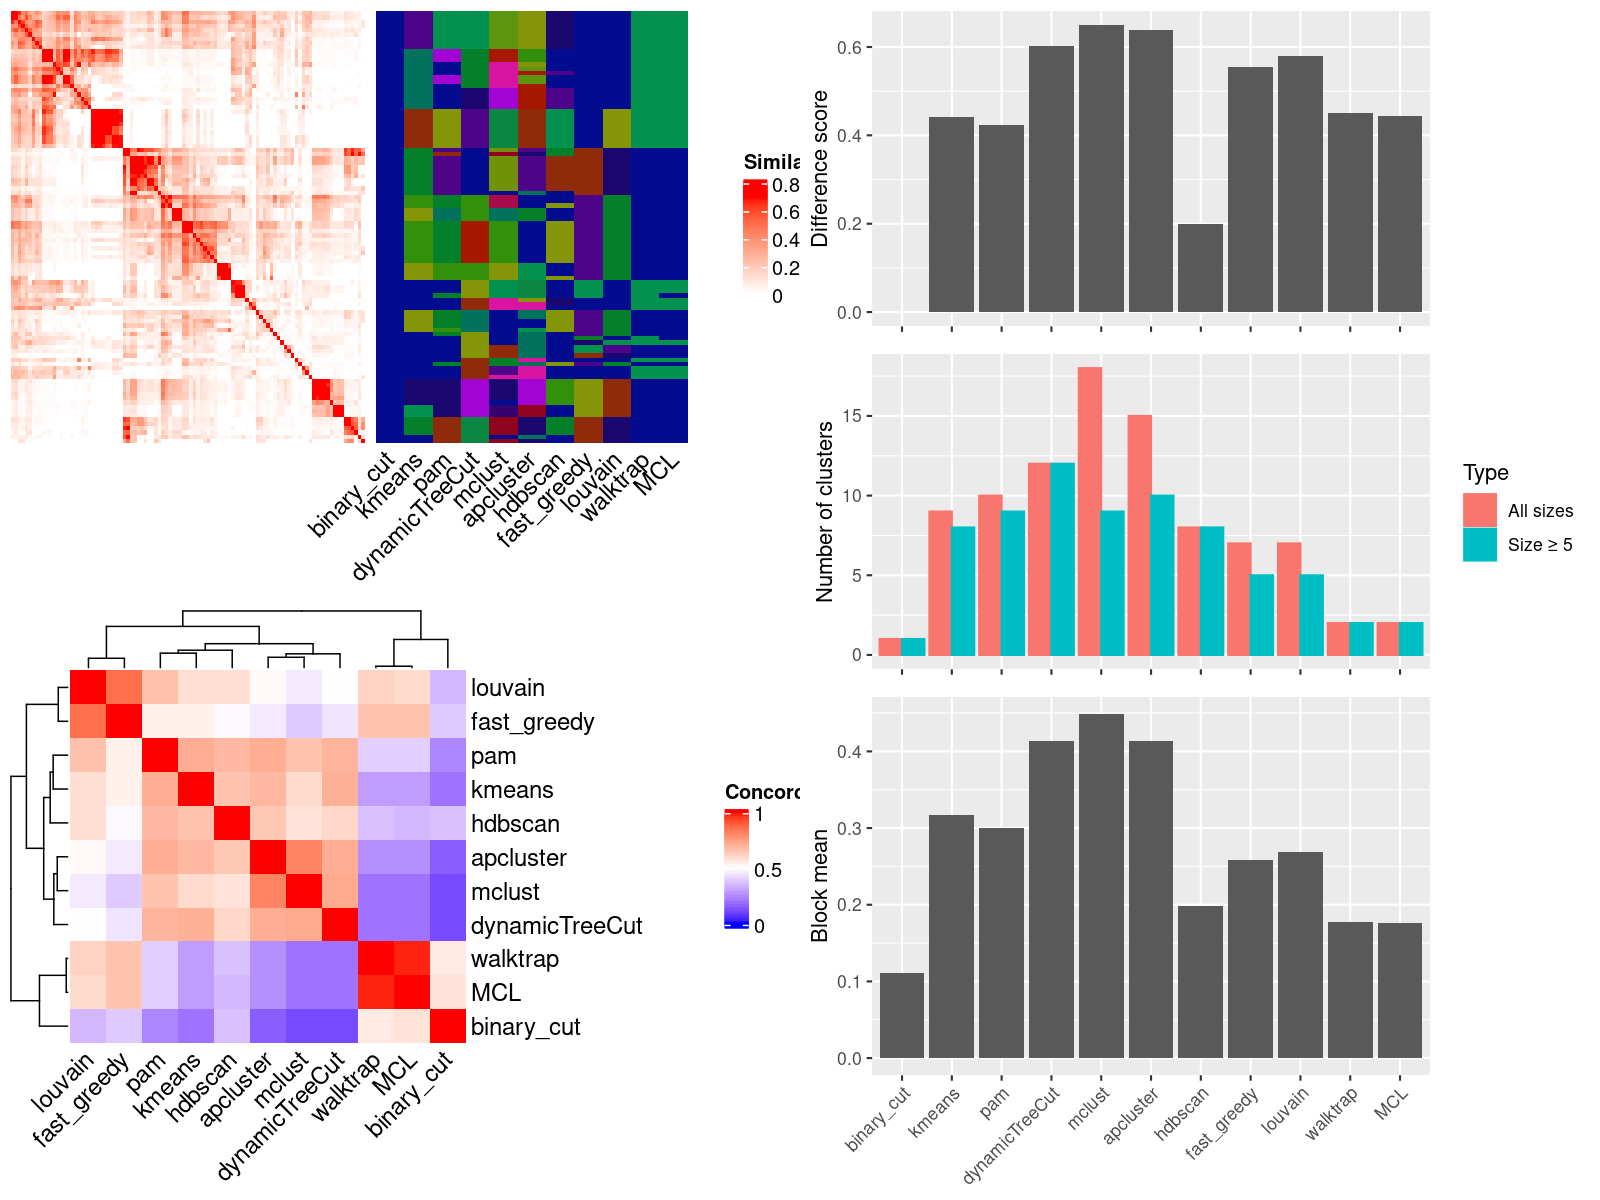 Simila
0.8
0.6
0.4
0.2
0
binary_cut
kmeans
pam
dynamicTreeCut
mclust
apcluster
hdbscan
fast_greedy
louvain
walktrap
MCL
Difference score
0.6
0.4
0.2
0.0
Number of clusters
15
10
5
0
Type
All sizes
Size ≥ 5
louvain
fast_greedy
pam
kmeans
hdbscan
apcluster
mclust
dynamicTreeCut
walktrap
MCL
binary_cut
louvain
fast_greedy
pam
kmeans
hdbscan
apcluster
mclust
dynamicTreeCut
walktrap
MCL
binary_cut
Concord
1
0.5
0
Block mean
0.4
0.3
0.2
0.1
0.0
binary_cut
kmeans
pam
dynamicTreeCut
mclust
apcluster
hdbscan
fast_greedy
louvain
walktrap
MCL